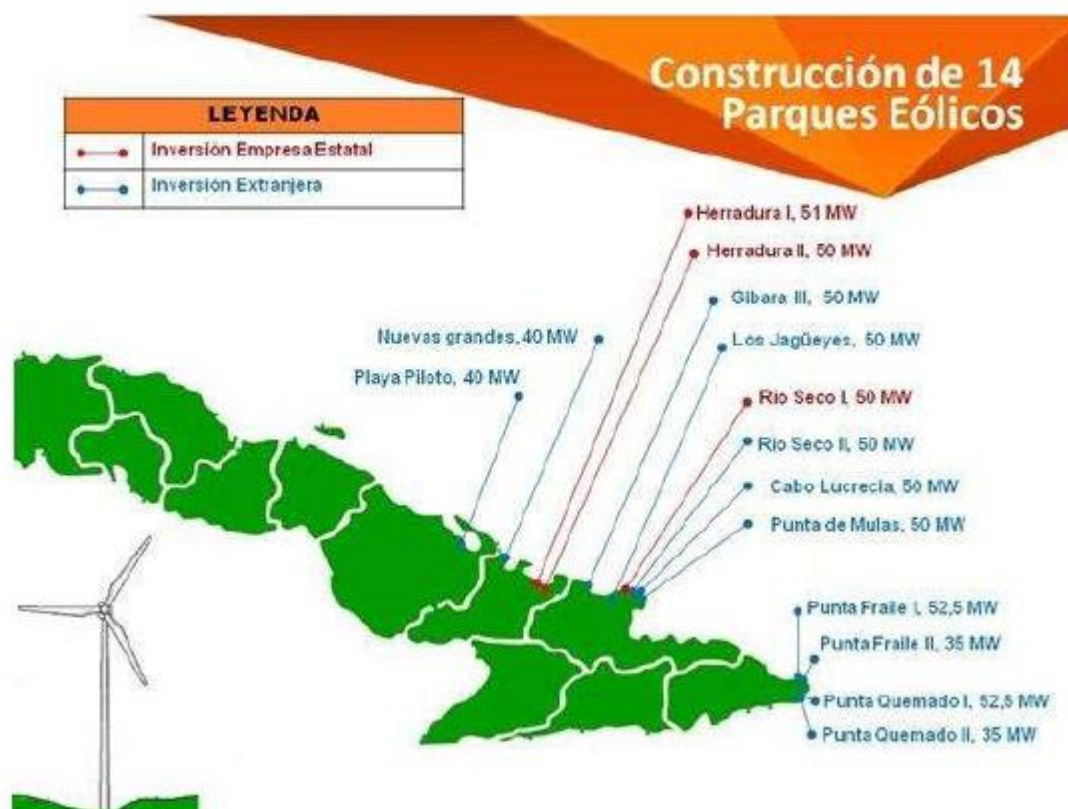 Construcción de 14
Parques Eólicos
LEYENDA
Inversión Empresa Estatal
Inversión Extranjera
Herradura I, 51 MW
Herradura II, 50 MW
Gibara III, 50 MW
Nuevas grandes, 40 MW
Los Jagüeyes, 50 MW
Playa Piloto, 40 MW
Río Seco I, 50 MW
Río Seco II, 50 MW
Cabo Lucrecia, 50 MW
Punta de Mulas, 50 MW
Punta Fraile I, 52,5 MW
Punta Fraile II, 35 MW
Punta Quemado I, 52,5 MW
Punta Quemado II, 35 MW